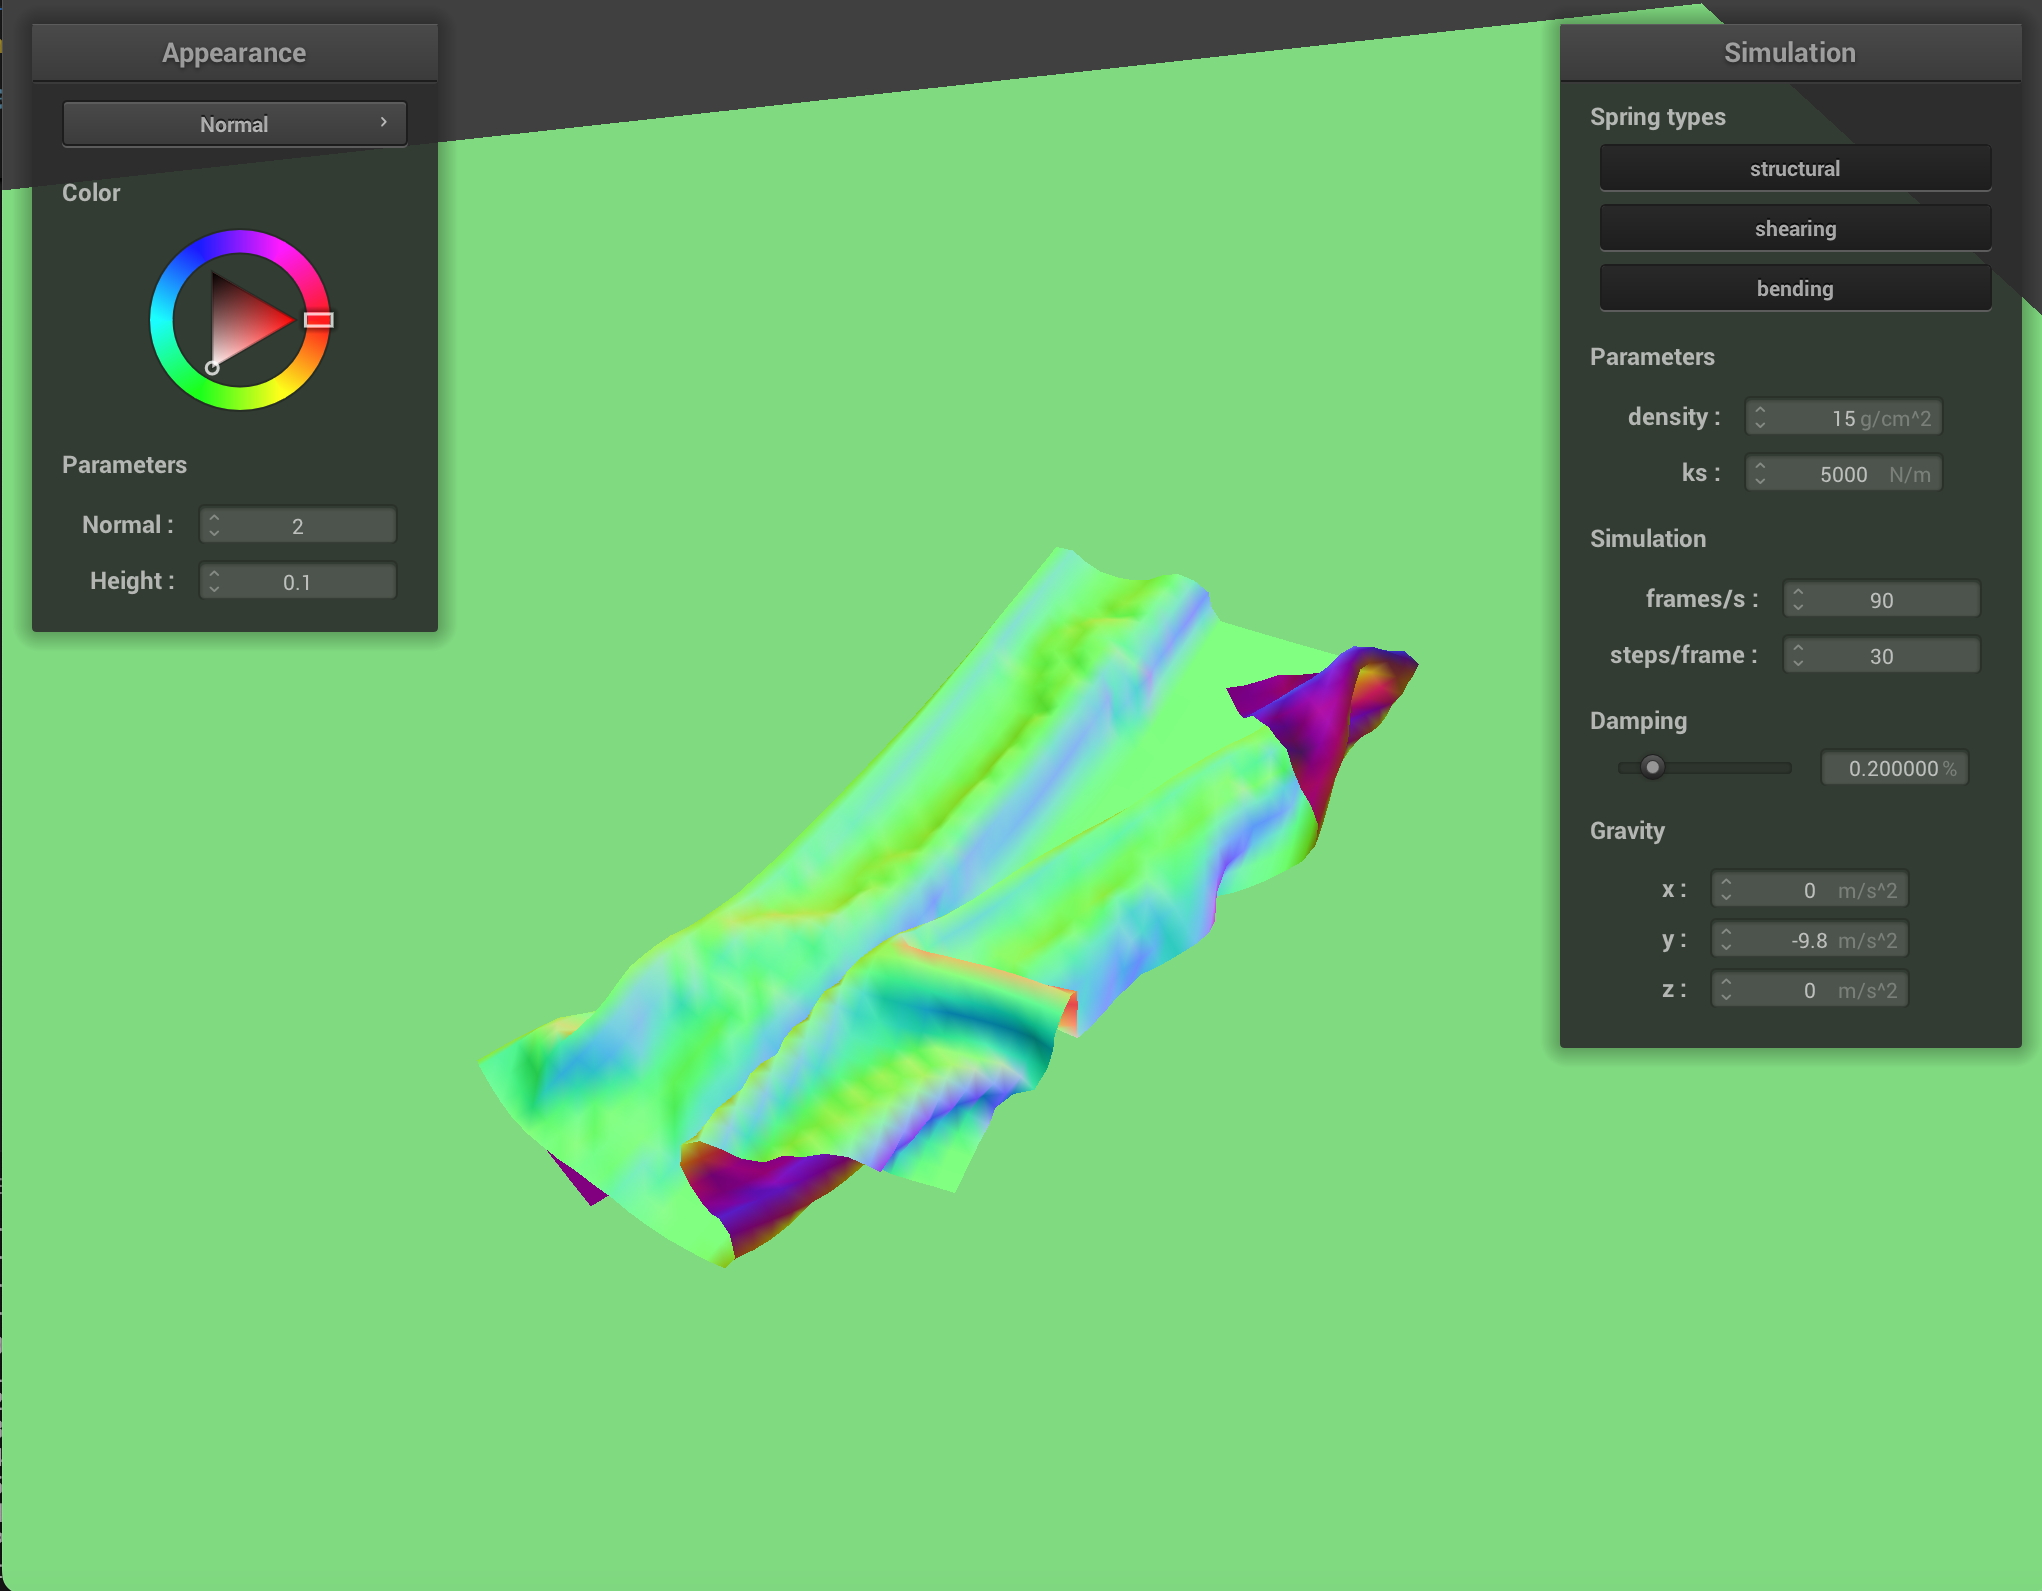 Appearance
Normal
Color
Parameters
Normal : 2
Height : 0.1
Simulation
Spring types
structural
shearing
bending
Parameters
density : 15 g/cm^2
ks : 5000 N/m
Simulation
frames/s : 90
steps/frame : 30
Damping
0.200000 %
Gravity
x : 0 m/s^2
y : -9.8 m/s^2
z : 0 m/s^2